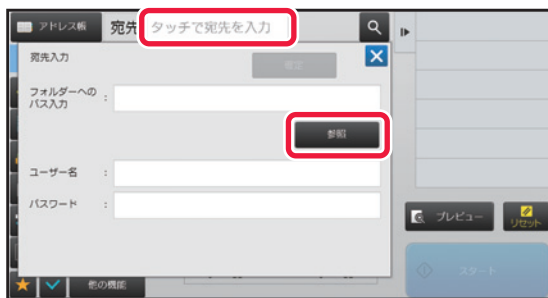 アドレス帳
宛先
タッチで宛先を入力
宛先入力
確定
フォルダーへの
パス入力 :
参照
ユーザー名 :
パスワード :
プレビュー
リセット
他の機能
スタート